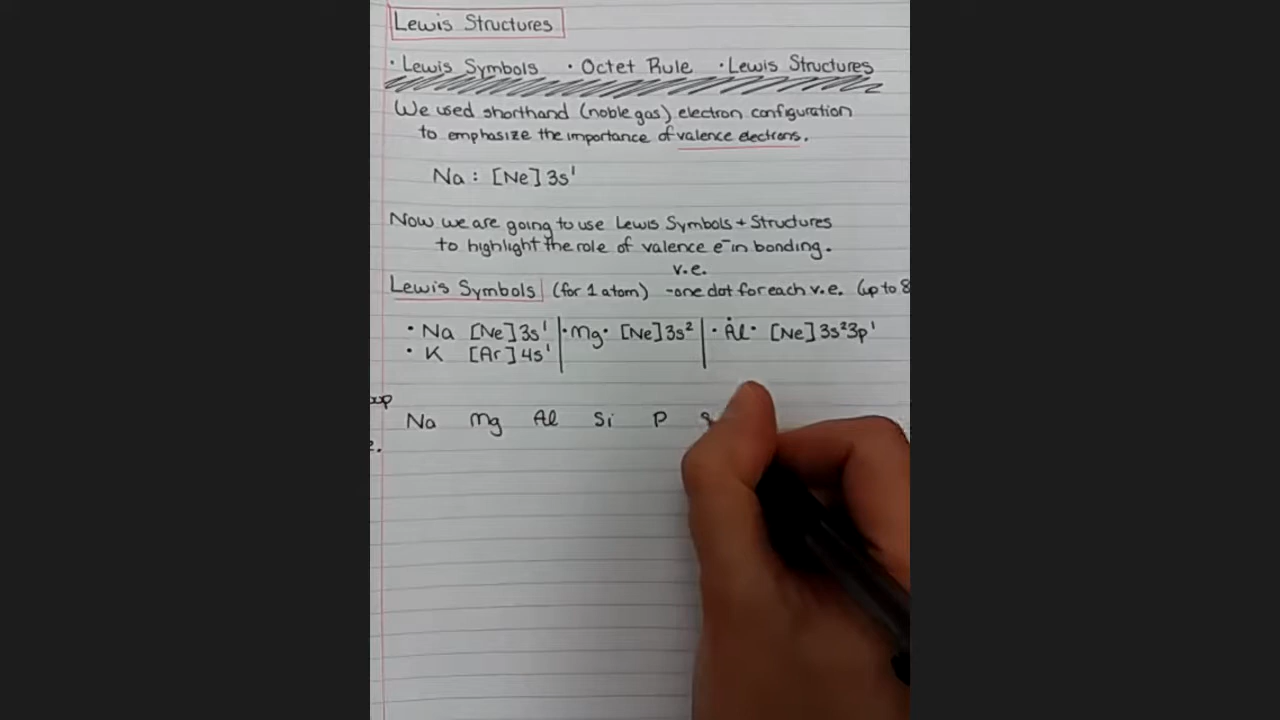 Lewis Structures
· Lewis Symbols · Octet Rule · Lewis Structures
We used shorthand (noble gas) electron configuration
to emphasize the importance of valence electrons.
Na: [Ne] 3s¹
Now we are going to use Lewis Symbols + Structures
to highlight the role of valence e⁻ in bonding.
v.e.
Lewis Symbols (for 1 atom) - one dot for each v.e. (up to 8
· Na [Ne] 3s¹ | · Mg · [Ne] 3s² | · Al · [Ne] 3s²3p¹
· K [Ar] 4s¹
Na Mg Al Si P